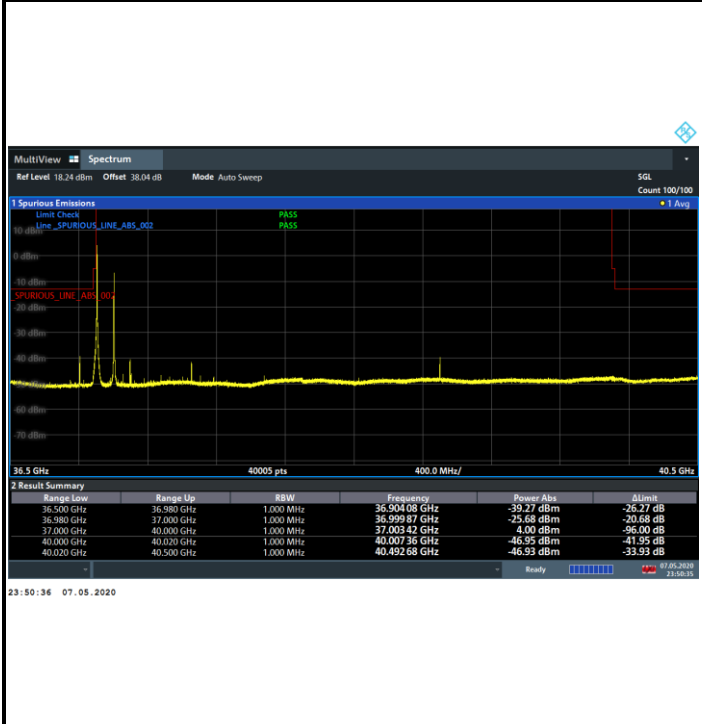 MultiView Spectrum
Ref Level 18.24 dBm Offset 38.04 dB Mode Auto Sweep SGL
Count 100/100
1 Spurious Emissions 1 Avg
Limit Check PASS
Line _SPURIOUS_LINE_ABS_002 PASS
10 dBm
0 dBm
-10 dBm
_SPURIOUS_LINE_ABS_002
-20 dBm
-30 dBm
-40 dBm
-50 dBm
-60 dBm
-70 dBm
36.5 GHz 40005 pts 400.0 MHz/ 40.5 GHz
2 Result Summary
Range Low Range Up RBW Frequency Power Abs ΔLimit
36.500 GHz 36.980 GHz 1.000 MHz 36.904 08 GHz -39.27 dBm -26.27 dB
36.980 GHz 37.000 GHz 1.000 MHz 36.999 87 GHz -25.68 dBm -20.68 dB
37.000 GHz 40.000 GHz 1.000 MHz 37.003 42 GHz 4.00 dBm -96.00 dB
40.000 GHz 40.020 GHz 1.000 MHz 40.007 36 GHz -46.95 dBm -41.95 dB
40.020 GHz 40.500 GHz 1.000 MHz 40.492 68 GHz -46.93 dBm -33.93 dB
Ready 07.05.2020
23:50:35
23:50:36 07.05.2020